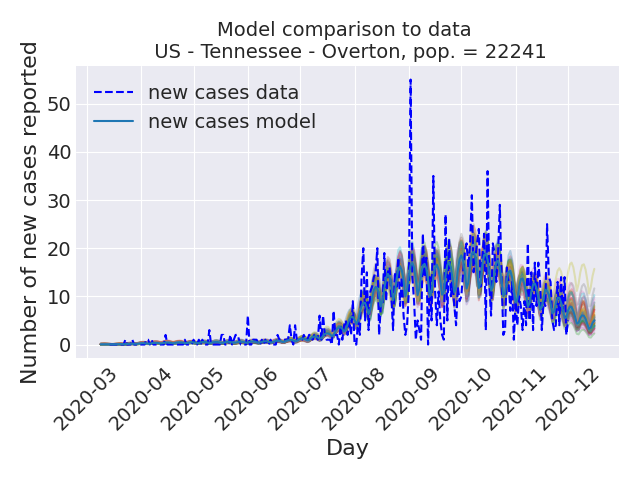 Model comparison to data
US - Tennessee - Overton, pop. = 22241
Number of new cases reported
new cases data
new cases model
50
40
30
20
10
0
2020-03
2020-04
2020-05
2020-06
2020-07
2020-08
2020-09
2020-10
2020-11
2020-12
Day